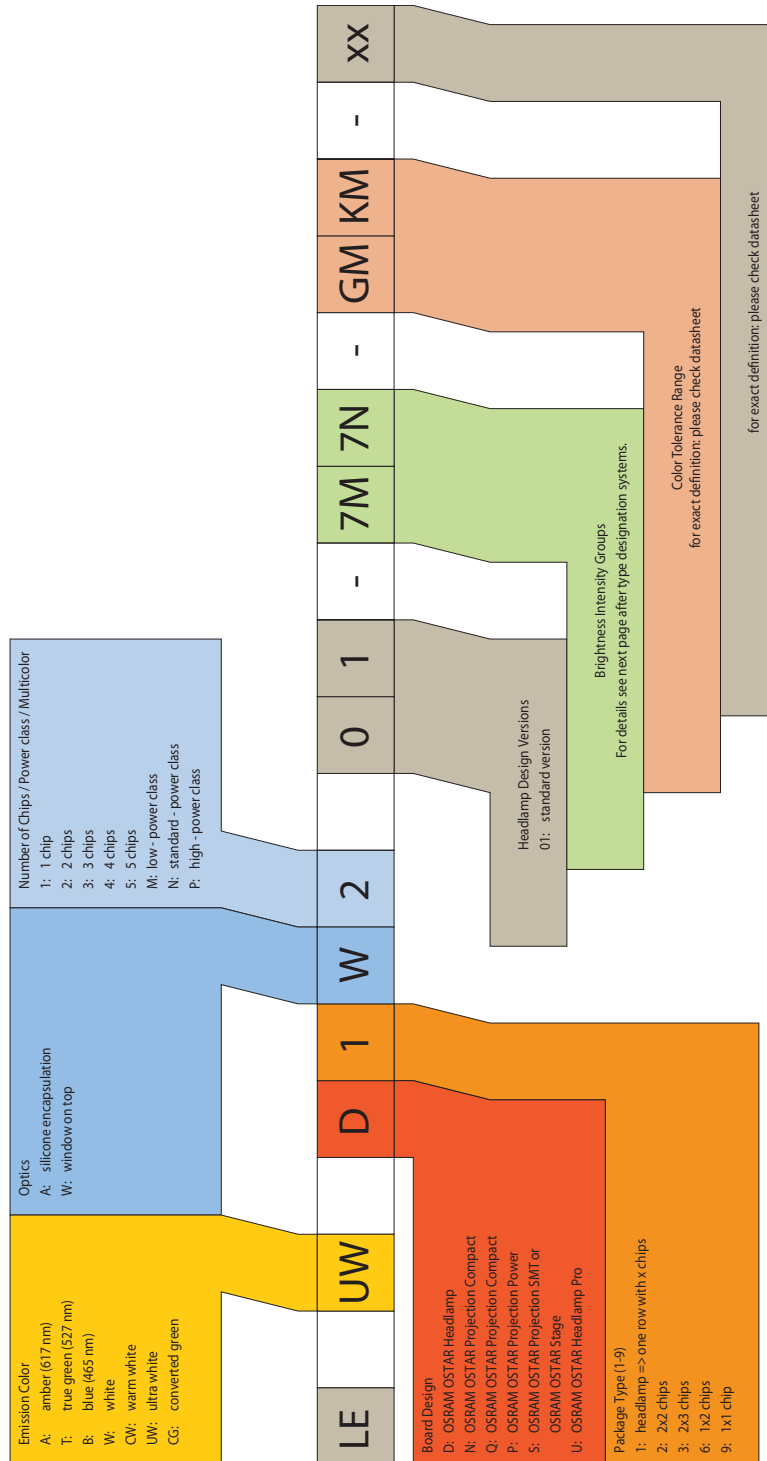 Emission Color
A: amber (617 nm)
T: true green (527 nm)
B: blue (465 nm)
W: white
CW: warm white
UW: ultra white
CG: converted green
Optics
A: silicone encapsulation
W: window on top
Number of Chips / Power class / Multicolor
1: 1 chip
2: 2 chips
3: 3 chips
4: 4 chips
5: 5 chips
M: low - power class
N: standard - power class
P: high - power class
LE UW D 1 W 2 0 1 - 7M 7N - GM KM - xx
Board Design
D: OSRAM OSTAR Headlamp
N: OSRAM OSTAR Projection Compact
Q: OSRAM OSTAR Projection Compact
P: OSRAM OSTAR Projection Power
S: OSRAM OSTAR Projection SMT or
OSRAM OSTAR Stage
U: OSRAM OSTAR Headlamp Pro
Package Type (1-9)
1: headlamp => one row with x chips
2: 2x2 chips
3: 2x3 chips
6: 1x2 chips
9: 1x1 chip
Headlamp Design Versions
01: standard version
Brightness Intensity Groups
For details see next page after type designation systems.
Color Tolerance Range
for exact definition: please check datasheet
for exact definition: please check datasheet